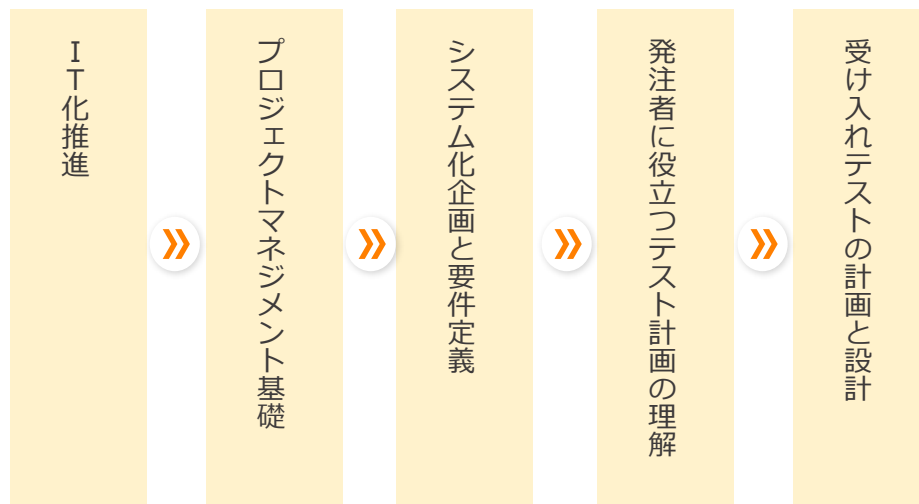 IT化推進
プロジェクトマネジメント基礎
システム化企画と要件定義
発注者に役立つテスト計画の理解
受け入れテストの計画と設計